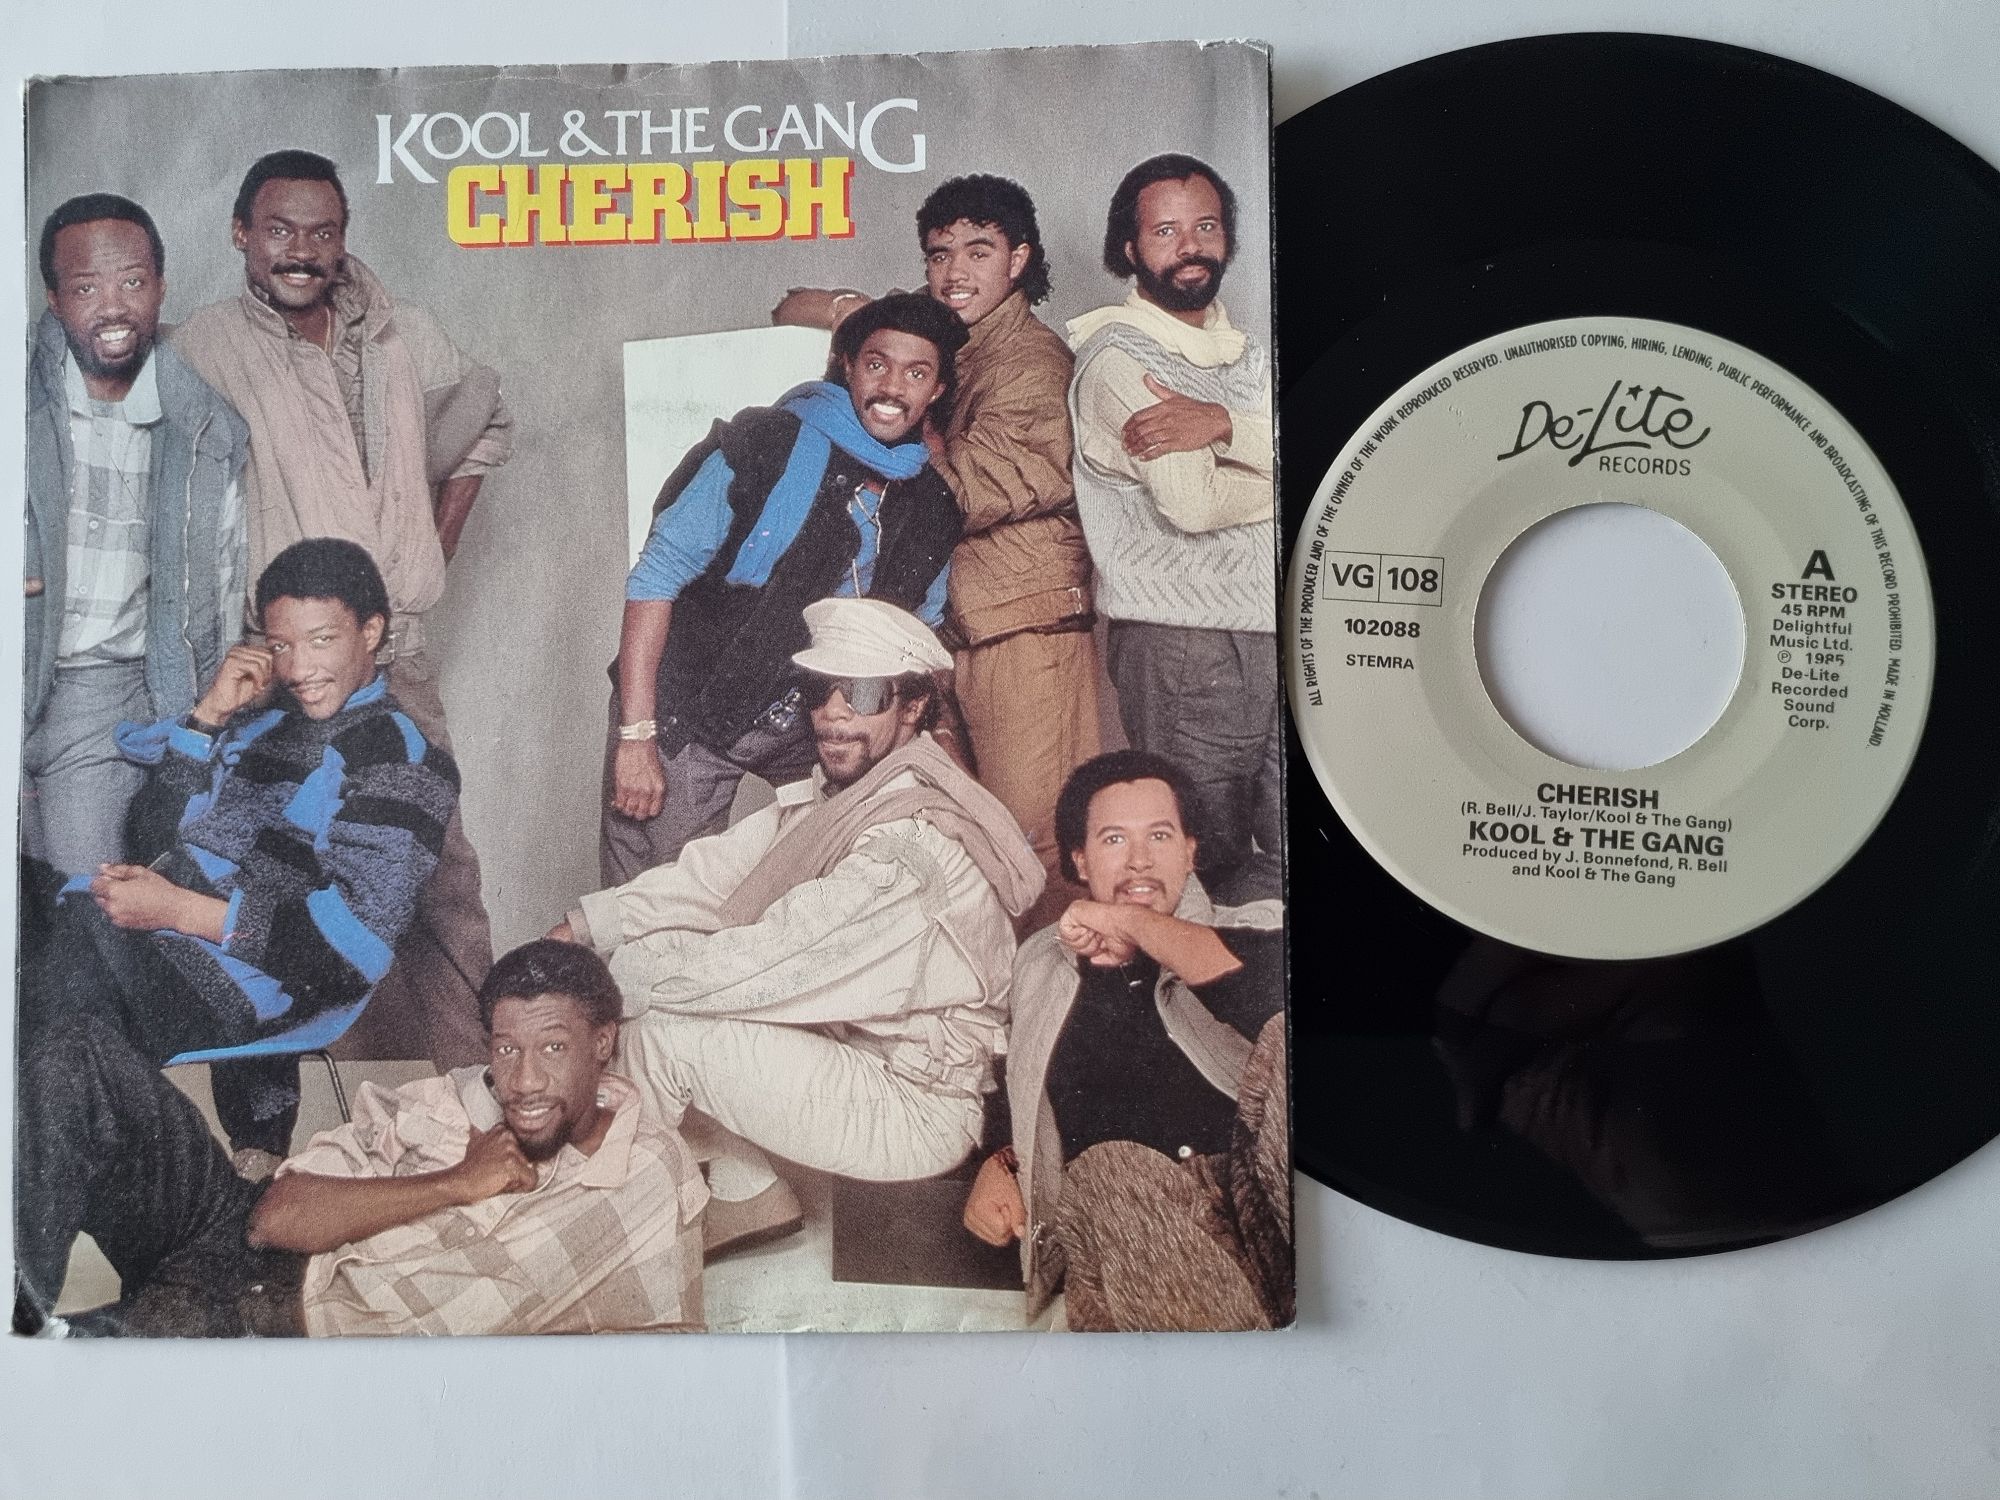 KOOL & THE GANG
CHERISH
ALL RIGHTS OF THE PRODUCER AND OF THE OWNER OF THE WORK REPRODUCED RESERVED. UNAUTHORISED COPYING, HIRING, LENDING, PUBLIC PERFORMANCE AND BROADCASTING OF THIS RECORD PROHIBITED. MADE IN HOLLAND.
De-Lite
RECORDS
VG 108
102088
STEMRA
A
STEREO
45 RPM
Delightful
Music Ltd.
℗ 1985
De-Lite
Recorded
Sound
Corp.
CHERISH
(R. Bell/J. Taylor/Kool & The Gang)
KOOL & THE GANG
Produced by J. Bonnefond, R. Bell
and Kool & The Gang